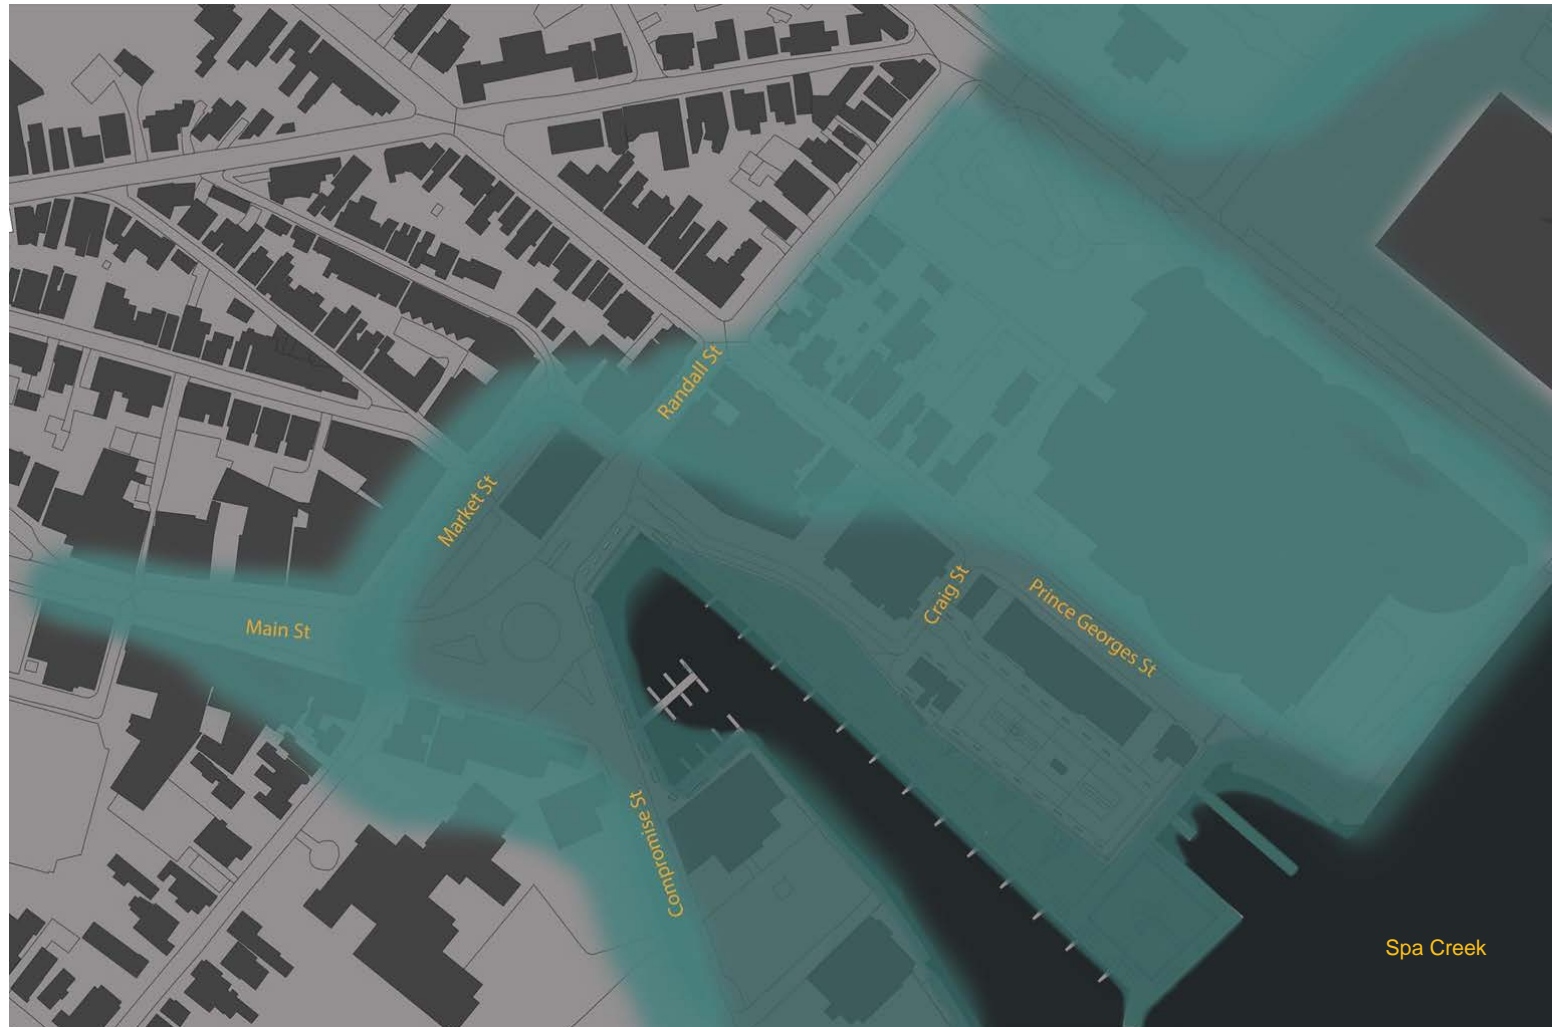 Randall St
Market St
Craig St
Prince Georges St
Main St
Compromise St
Spa Creek